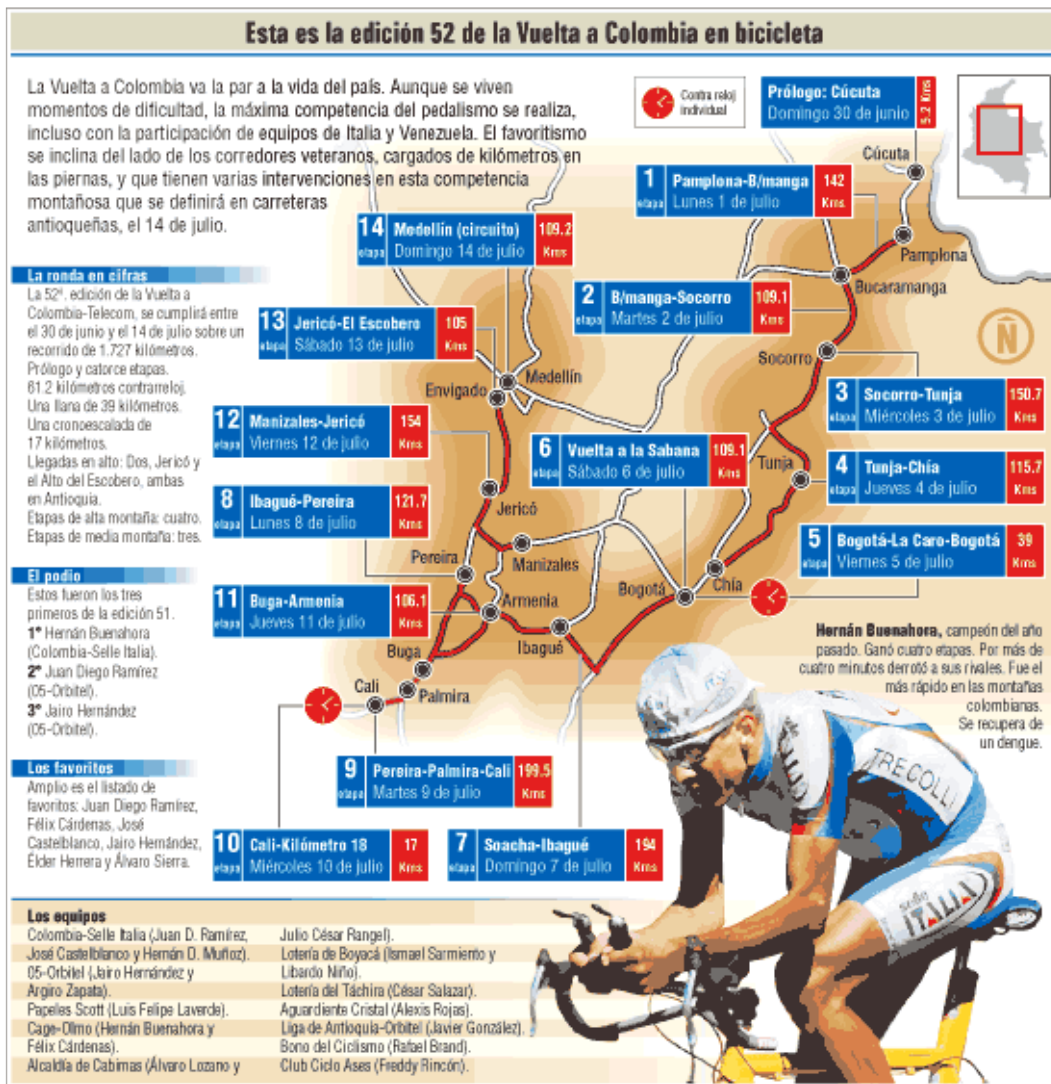 Esta es la edición 52 de la Vuelta a Colombia en bicicleta
La Vuelta a Colombia va la par a la vida del país. Aunque se viven
momentos de dificultad, la máxima competencia del pedalismo se realiza,
incluso con la participación de equipos de Italia y Venezuela. El favoritismo
se inclina del lado de los corredores veteranos, cargados de kilómetros en
las piernas, y que tienen varias intervenciones en esta competencia
montañosa que se definirá en carreteras
antioqueñas, el 14 de julio.
Contra reloj
individual
Prólogo: Cúcuta
Domingo 30 de junio
5.2 Kms
Cúcuta
1
etapa
Pamplona-B/manga
Lunes 1 de julio
142
Kms
Pamplona
14
etapa
Medellín (circuito)
Domingo 14 de julio
109.2
Kms
Bucaramanga
2
etapa
B/manga-Socorro
Martes 2 de julio
109.1
Kms
13
etapa
Jericó-El Escobero
Sábado 13 de julio
105
Kms
N
Socorro
Medellín
Envigado
3
etapa
Socorro-Tunja
Miércoles 3 de julio
150.7
Kms
12
etapa
Manizales-Jericó
Viernes 12 de julio
154
Kms
6
etapa
Vuelta a la Sabana
Sábado 6 de julio
109.1
Kms
Tunja
4
etapa
Tunja-Chía
Jueves 4 de julio
115.7
Kms
8
etapa
Ibagué-Pereira
Lunes 8 de julio
121.7
Kms
Jericó
5
etapa
Bogotá-La Caro-Bogotá
Viernes 5 de julio
39
Kms
Pereira
Manizales
Chía
Bogotá
11
etapa
Buga-Armenia
Jueves 11 de julio
106.1
Kms
Armenia
Ibagué
Buga
Cali
Palmira
9
etapa
Pereira-Palmira-Cali
Martes 9 de julio
199.5
Kms
10
etapa
Cali-Kilómetro 18
Miércoles 10 de julio
17
Kms
7
etapa
Soacha-Ibagué
Domingo 7 de julio
194
Kms
La ronda en cifras
La 52ª. edición de la Vuelta a
Colombia-Telecom, se cumplirá entre
el 30 de junio y el 14 de julio sobre un
recorrido de 1.727 kilómetros.
Prólogo y catorce etapas.
61.2 kilómetros contrarreloj.
Una llana de 39 kilómetros.
Una cronoescalada de
17 kilómetros.
Llegadas en alto: Dos, Jericó y
el Alto del Escobero, ambas
en Antioquia.
Etapas de alta montaña: cuatro.
Etapas de media montaña: tres.
El podio
Estos fueron los tres
primeros de la edición 51.
1° Hernán Buenahora
(Colombia-Selle Italia).
2° Juan Diego Ramírez
(05-Orbitel).
3° Jairo Hernández
(05-Orbitel).
Los favoritos
Amplio es el listado de
favoritos: Juan Diego Ramírez,
Félix Cárdenas, José
Castelblanco, Jairo Hernández,
Élder Herrera y Álvaro Sierra.
Hernán Buenahora, campeón del año
pasado. Ganó cuatro etapas. Por más de
cuatro minutos derrotó a sus rivales. Fue el
más rápido en las montañas
colombianas.
Se recupera de
un dengue.
TRECOLLI
selle
ITALIA
Los equipos
Colombia-Selle Italia (Juan D. Ramírez,
José Castelblanco y Hernán D. Muñoz).
05-Orbitel (Jairo Hernández y
Argiro Zapata).
Papeles Scott (Luis Felipe Laverde).
Cage-Olmo (Hernán Buenahora y
Félix Cárdenas).
Alcaldía de Cabimas (Álvaro Lozano y
Julio César Rangel).
Lotería de Boyacá (Ismael Sarmiento y
Libardo Niño).
Lotería del Táchira (César Salazar).
Aguardiente Cristal (Alexis Rojas).
Liga de Antioquia-Orbitel (Javier González).
Bono del Ciclismo (Rafael Brand).
Club Ciclo Ases (Freddy Rincón).